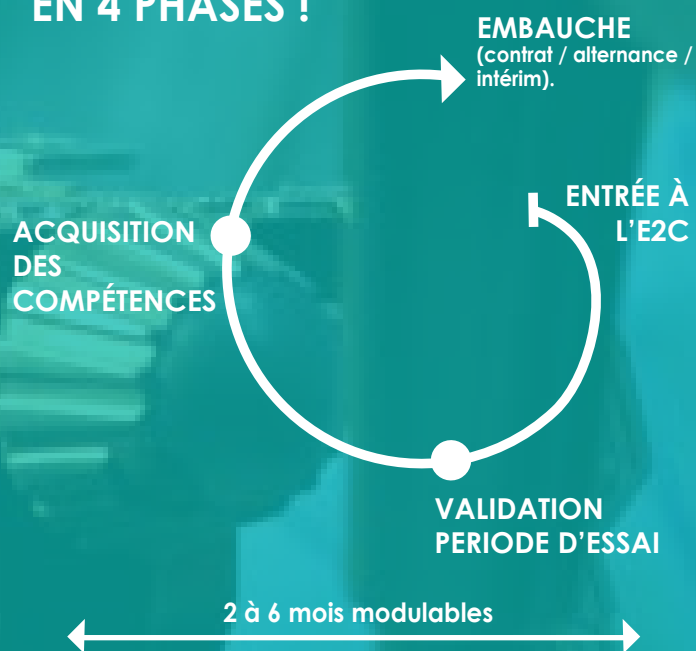 EN 4 PHASES !
EMBAUCHE
(contrat / alternance /
intérim).
ENTRÉE À
L'E2C
ACQUISITION
DES
COMPÉTENCES
VALIDATION
PERIODE D'ESSAI
2 à 6 mois modulables